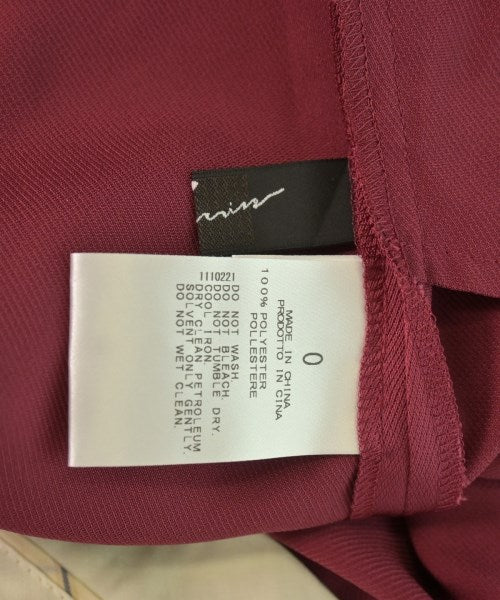 0
MADE IN CHINA
PRODOTTO IN CINA
100% POLYESTER
POLLESTERE
1110221
DO NOT WASH
DO NOT BLEACH
DO NOT TUMBLE DRY.
COOL IRON.
DRY CLEAN PETROLEUM
SOLVENT ONLY GENTLY.
DO NOT WET CLEAN.